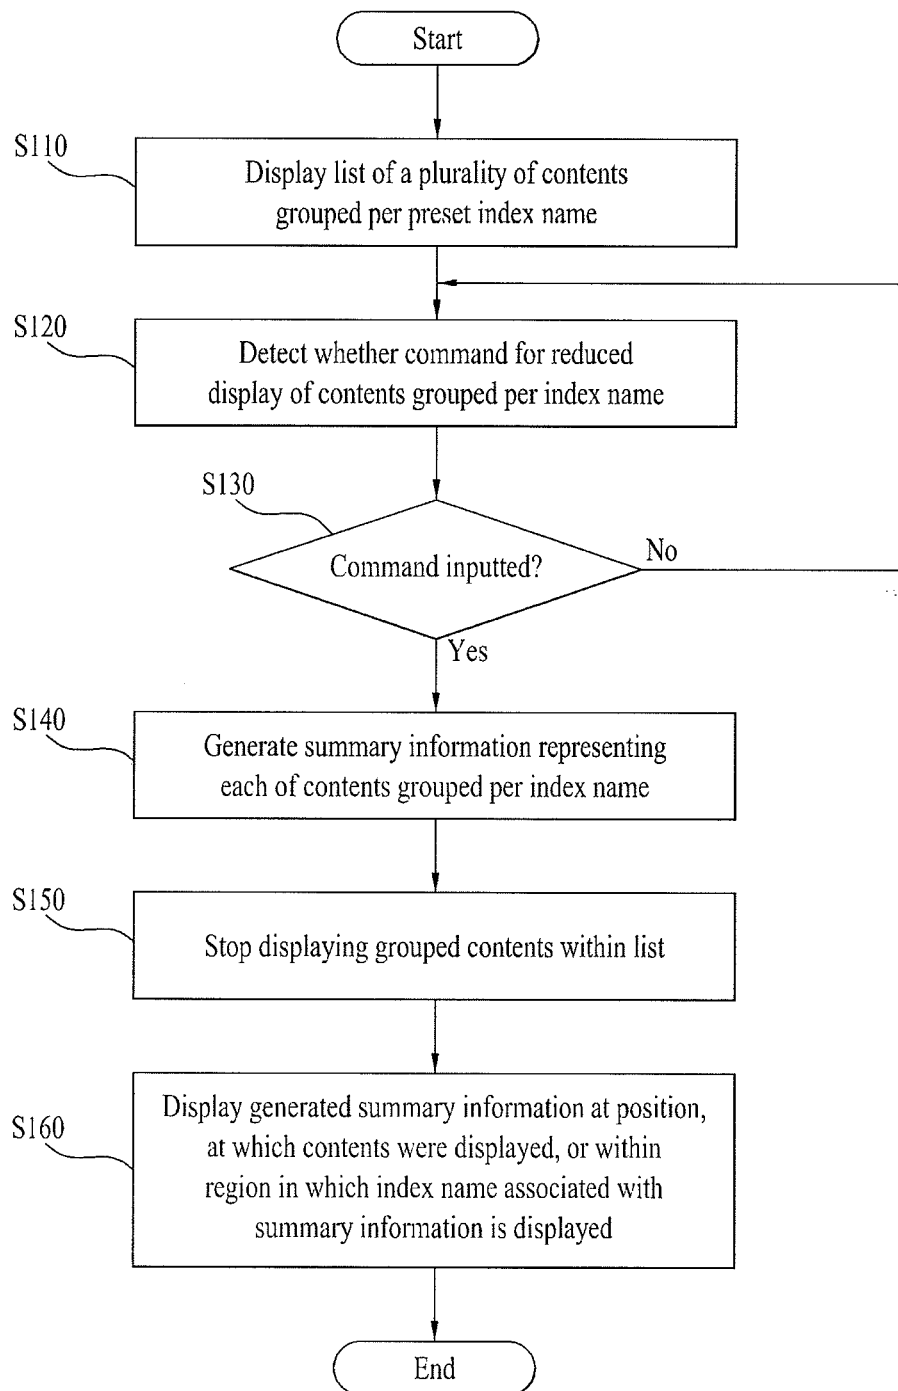 Start
S110
Display list of a plurality of contents
grouped per preset index name
S120
Detect whether command for reduced
display of contents grouped per index name
S130
Command inputted?
No
Yes
S140
Generate summary information representing
each of contents grouped per index name
S150
Stop displaying grouped contents within list
S160
Display generated summary information at position,
at which contents were displayed, or within
region in which index name associated with
summary information is displayed
End